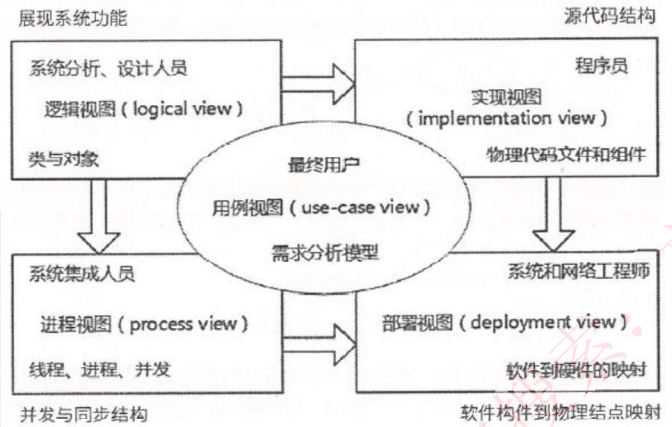 展现系统功能
源代码结构
系统分析、设计人员
逻辑视图（logical view）
类与对象
程序员
实现视图
（implementation view）
物理代码文件和组件
最终用户
用例视图（use-case view）
需求分析模型
系统集成人员
进程视图（process view）
线程、进程、并发
系统和网络工程师
部署视图（deployment view）
软件到硬件的映射
并发与同步结构
软件构件到物理结点映射